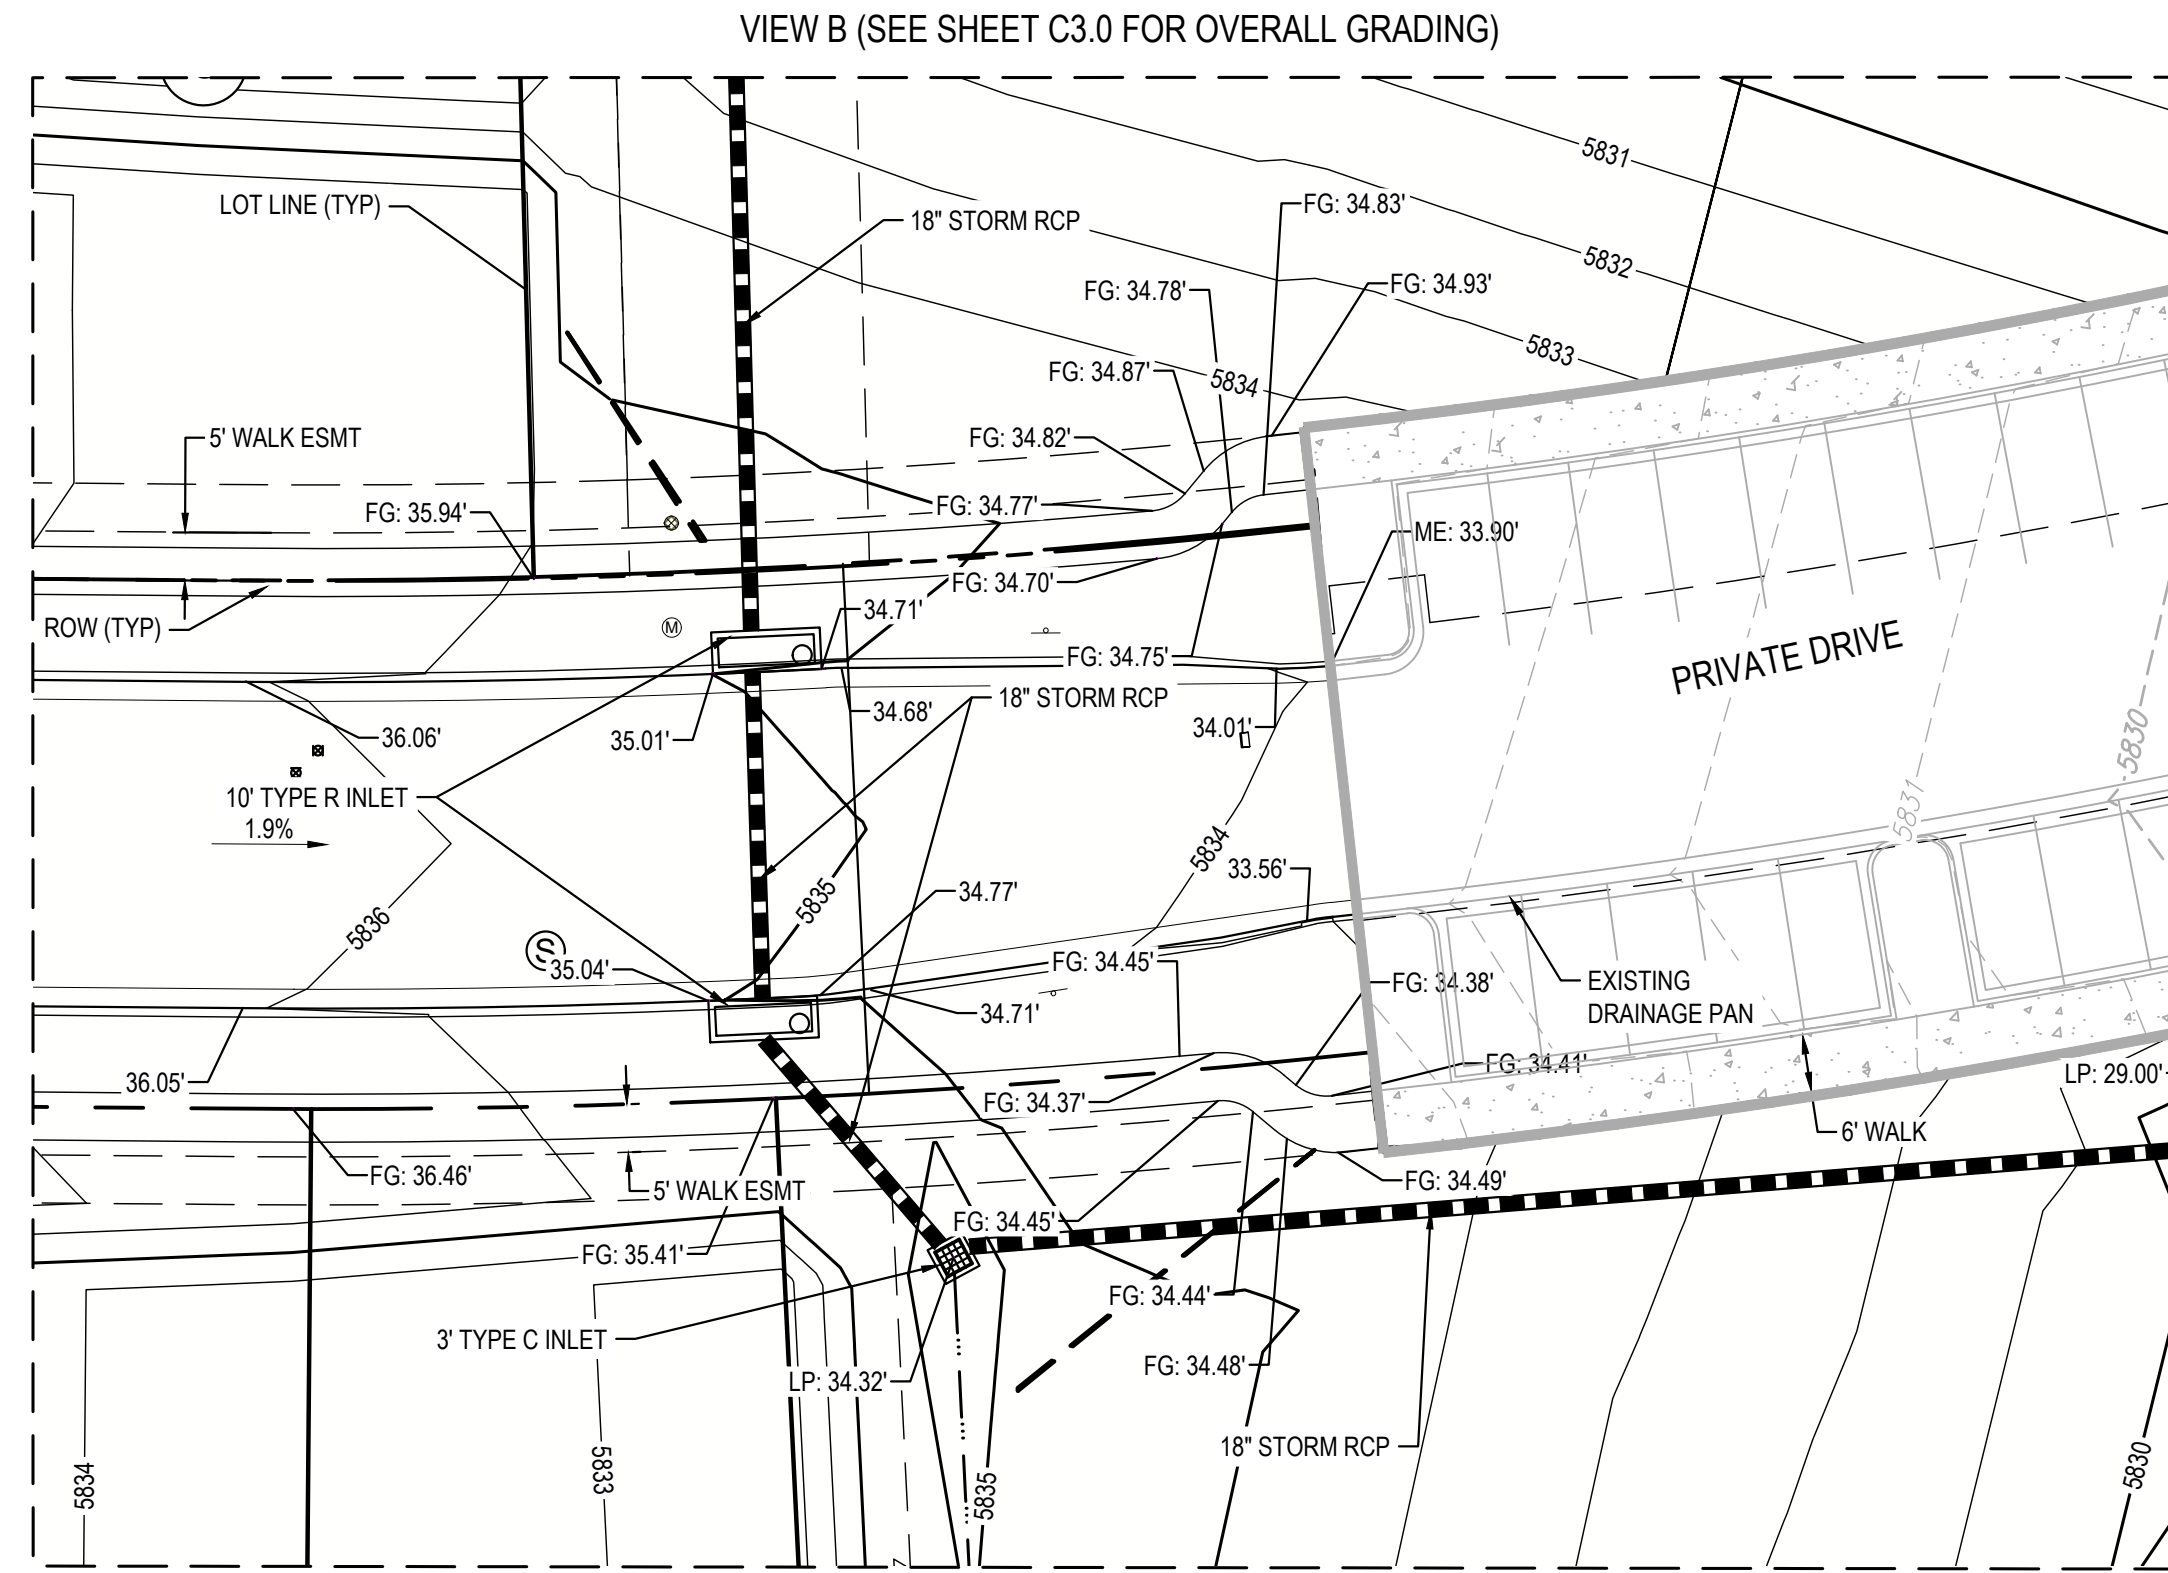 VIEW B (SEE SHEET C3.0 FOR OVERALL GRADING)
5831
LOT LINE (TYP)
18" STORM RCP
FG: 34.83'
5832
FG: 34.78'
FG: 34.93'
5833
FG: 34.87'
5834
5' WALK ESMT
FG: 34.82'
FG: 35.94'
FG: 34.77'
ME: 33.90'
FG: 34.70'
34.71'
ROW (TYP)
M
FG: 34.75'
PRIVATE DRIVE
18" STORM RCP
34.68'
36.06'
35.01'
34.01'
5830
10' TYPE R INLET
1.9%
5831
5834
33.56'
34.77'
5835
5836
S
35.04'
FG: 34.45'
FG: 34.38'
EXISTING
DRAINAGE PAN
34.71'
FG: 34.41'
LP: 29.00'
36.05'
FG: 34.37'
6' WALK
FG: 36.46'
5' WALK ESMT
FG: 34.49'
FG: 34.45'
FG: 35.41'
FG: 34.44'
3' TYPE C INLET
LP: 34.32'
FG: 34.48'
18" STORM RCP
5834
5833
5835
5830